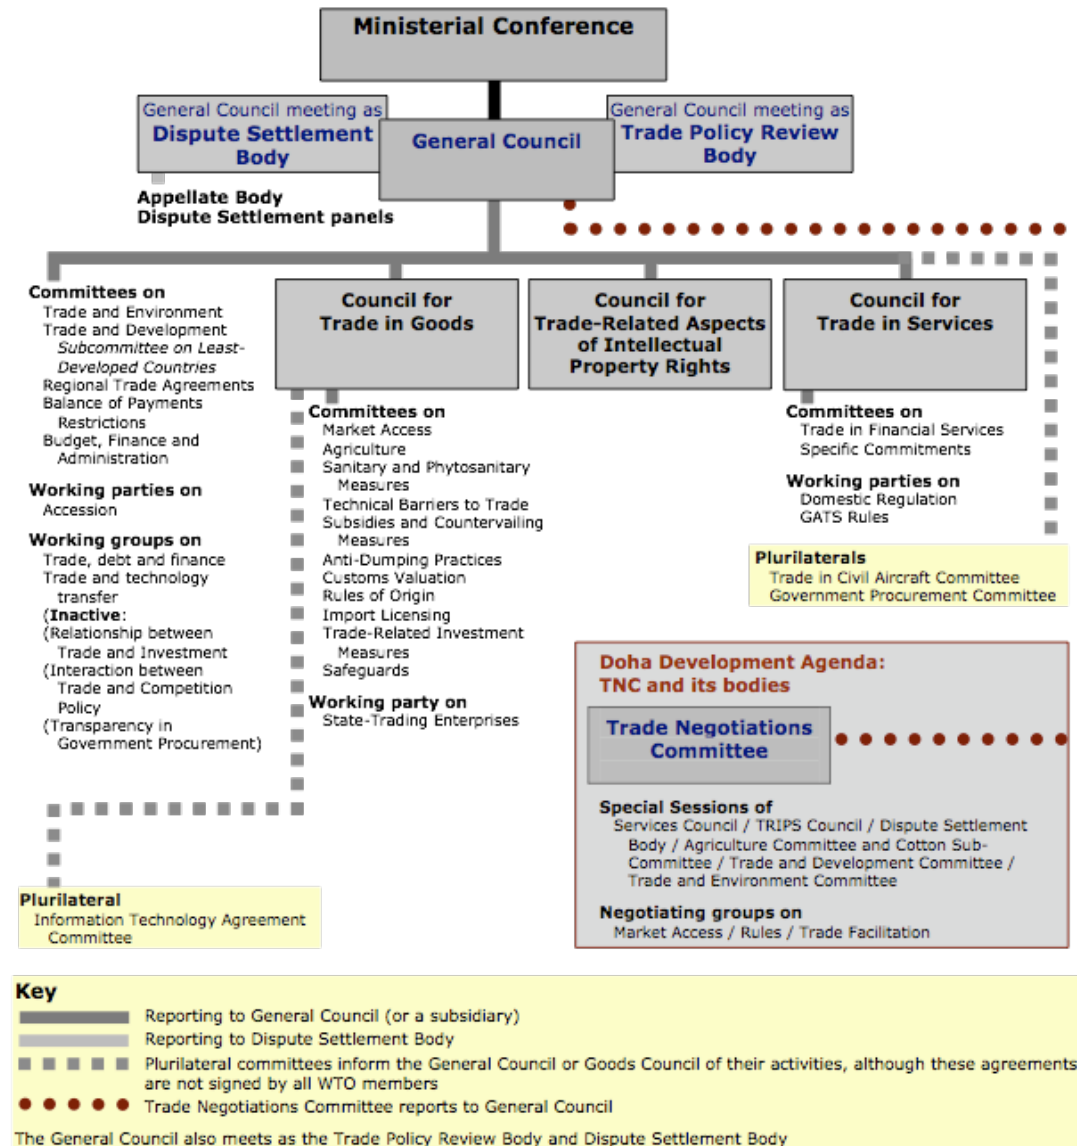 Ministerial Conference
General Council meeting as
Dispute Settlement
Body
General Council
General Council meeting as
Trade Policy Review
Body
Appellate Body
Dispute Settlement panels
Committees on
Trade and Environment
Trade and Development
Subcommittee on Least-
Developed Countries
Regional Trade Agreements
Balance of Payments
Restrictions
Budget, Finance and
Administration
Working parties on
Accession
Working groups on
Trade, debt and finance
Trade and technology
transfer
(Inactive:
(Relationship between
Trade and Investment
(Interaction between
Trade and Competition
Policy
(Transparency in
Government Procurement)
Council for
Trade in Goods
Committees on
Market Access
Agriculture
Sanitary and Phytosanitary
Measures
Technical Barriers to Trade
Subsidies and Countervailing
Measures
Anti-Dumping Practices
Customs Valuation
Rules of Origin
Import Licensing
Trade-Related Investment
Measures
Safeguards
Working party on
State-Trading Enterprises
Council for
Trade-Related Aspects
of Intellectual
Property Rights
Council for
Trade in Services
Committees on
Trade in Financial Services
Specific Commitments
Working parties on
Domestic Regulation
GATS Rules
Plurilaterals
Trade in Civil Aircraft Committee
Government Procurement Committee
Plurilateral
Information Technology Agreement
Committee
Doha Development Agenda:
TNC and its bodies
Trade Negotiations
Committee
Special Sessions of
Services Council / TRIPS Council / Dispute Settlement
Body / Agriculture Committee and Cotton Sub-
Committee / Trade and Development Committee /
Trade and Environment Committee
Negotiating groups on
Market Access / Rules / Trade Facilitation
Key
Reporting to General Council (or a subsidiary)
Reporting to Dispute Settlement Body
Plurilateral committees inform the General Council or Goods Council of their activities, although these agreements
are not signed by all WTO members
Trade Negotiations Committee reports to General Council
The General Council also meets as the Trade Policy Review Body and Dispute Settlement Body